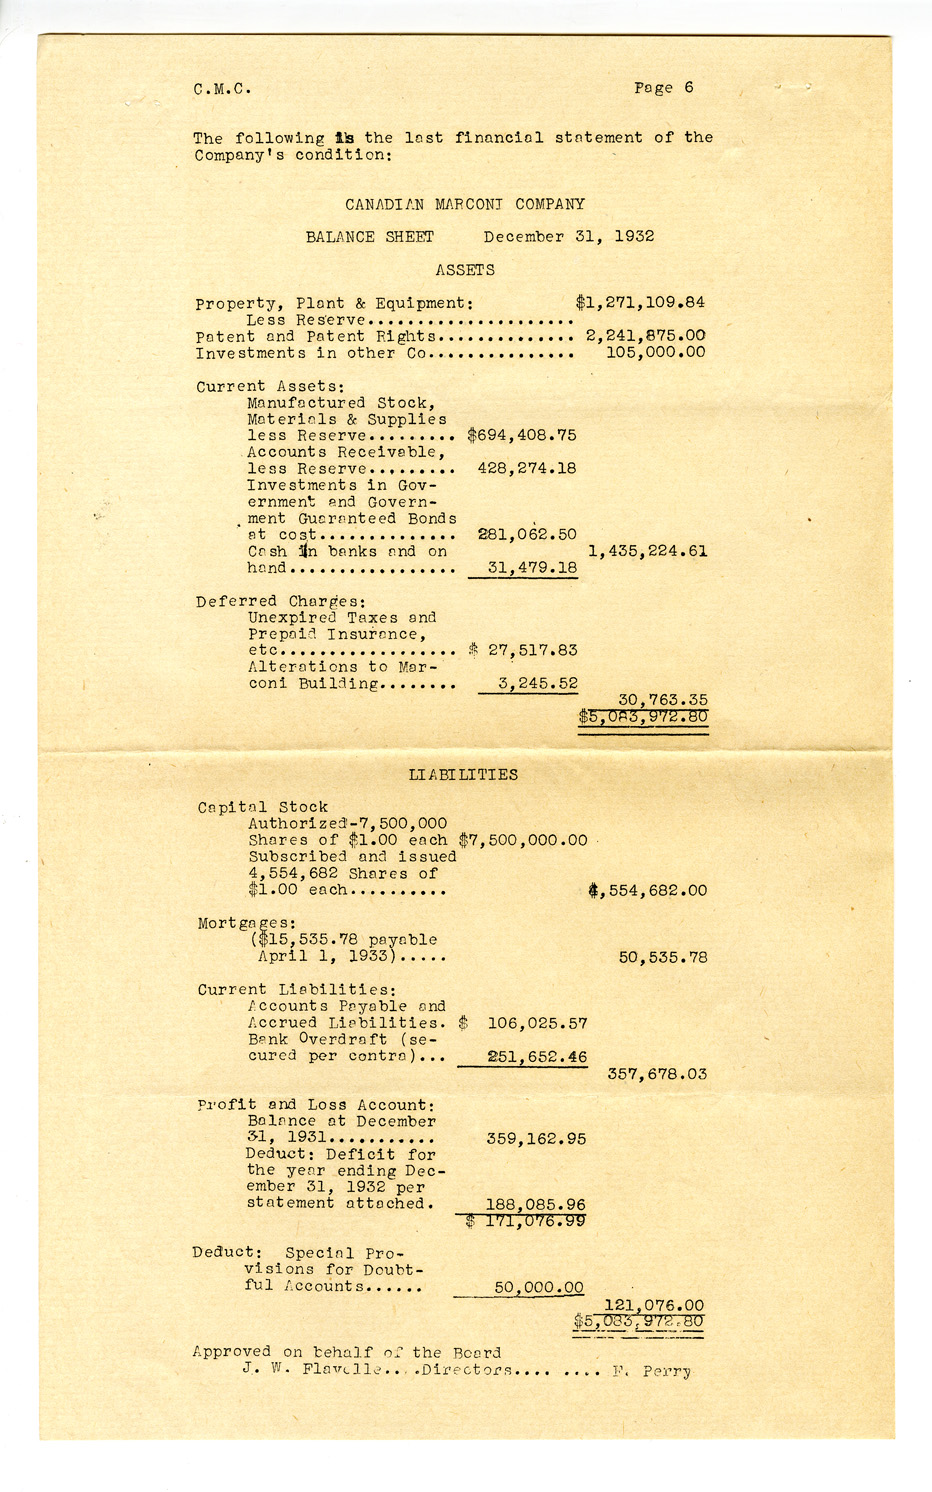 C.M.C. Page 6
The following is the last financial statement of the
Company's condition:
CANADIAN MARCONI COMPANY
BALANCE SHEET December 31, 1932
ASSETS
Property, Plant & Equipment: $1,271,109.84
Less Reserve.....................
Patent and Patent Rights.............. 2,241,875.00
Investments in other Co............... 105,000.00
Current Assets:
Manufactured Stock,
Materials & Supplies
less Reserve......... $694,408.75
Accounts Receivable,
less Reserve......... 428,274.18
Investments in Gov-
ernment and Govern-
ment Guaranteed Bonds
at cost.............. 281,062.50
Cash in banks and on 1,435,224.61
hand................. 31,479.18
Deferred Charges:
Unexpired Taxes and
Prepaid Insurance,
etc.................. $ 27,517.83
Alterations to Mar-
coni Building........ 3,245.52
30,763.35
$5,083,972.80
LIABILITIES
Capital Stock
Authorized-7,500,000
Shares of $1.00 each $7,500,000.00
Subscribed and issued
4,554,682 Shares of
$1.00 each.......... 4,554,682.00
Mortgages:
($15,535.78 payable
April 1, 1933)..... 50,535.78
Current Liabilities:
Accounts Payable and
Accrued Liabilities. $ 106,025.57
Bank Overdraft (se-
cured per contra)... 251,652.46
357,678.03
Profit and Loss Account:
Balance at December
31, 1931........... 359,162.95
Deduct: Deficit for
the year ending Dec-
ember 31, 1932 per
statement attached. 188,085.96
$ 171,076.99
Deduct: Special Pro-
visions for Doubt-
ful Accounts...... 50,000.00
121,076.00
$5,083,972.80
Approved on behalf of the Board
J. W. Flavelle....Directors.... .... F. Perry